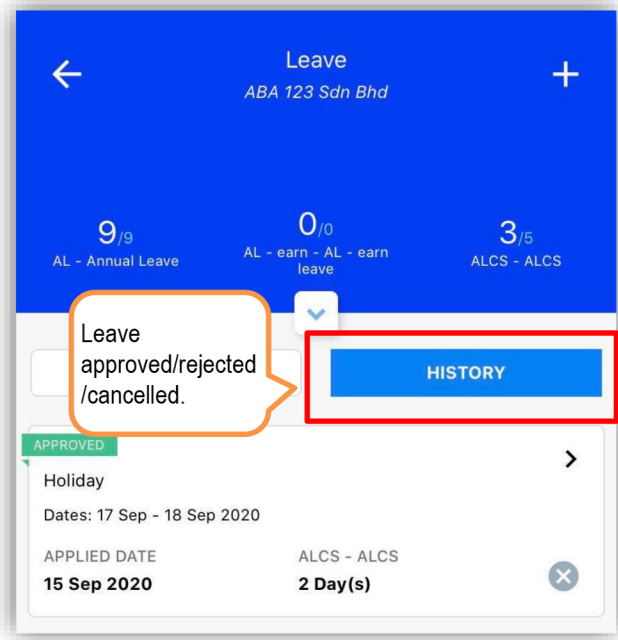 Leave
ABA 123 Sdn Bhd
9/9
AL - Annual Leave
0/0
AL - earn - AL - earn
leave
3/5
ALCS - ALCS
Leave
approved/rejected
/cancelled.
HISTORY
APPROVED
Holiday
Dates: 17 Sep - 18 Sep 2020
APPLIED DATE
ALCS - ALCS
15 Sep 2020
2 Day(s)